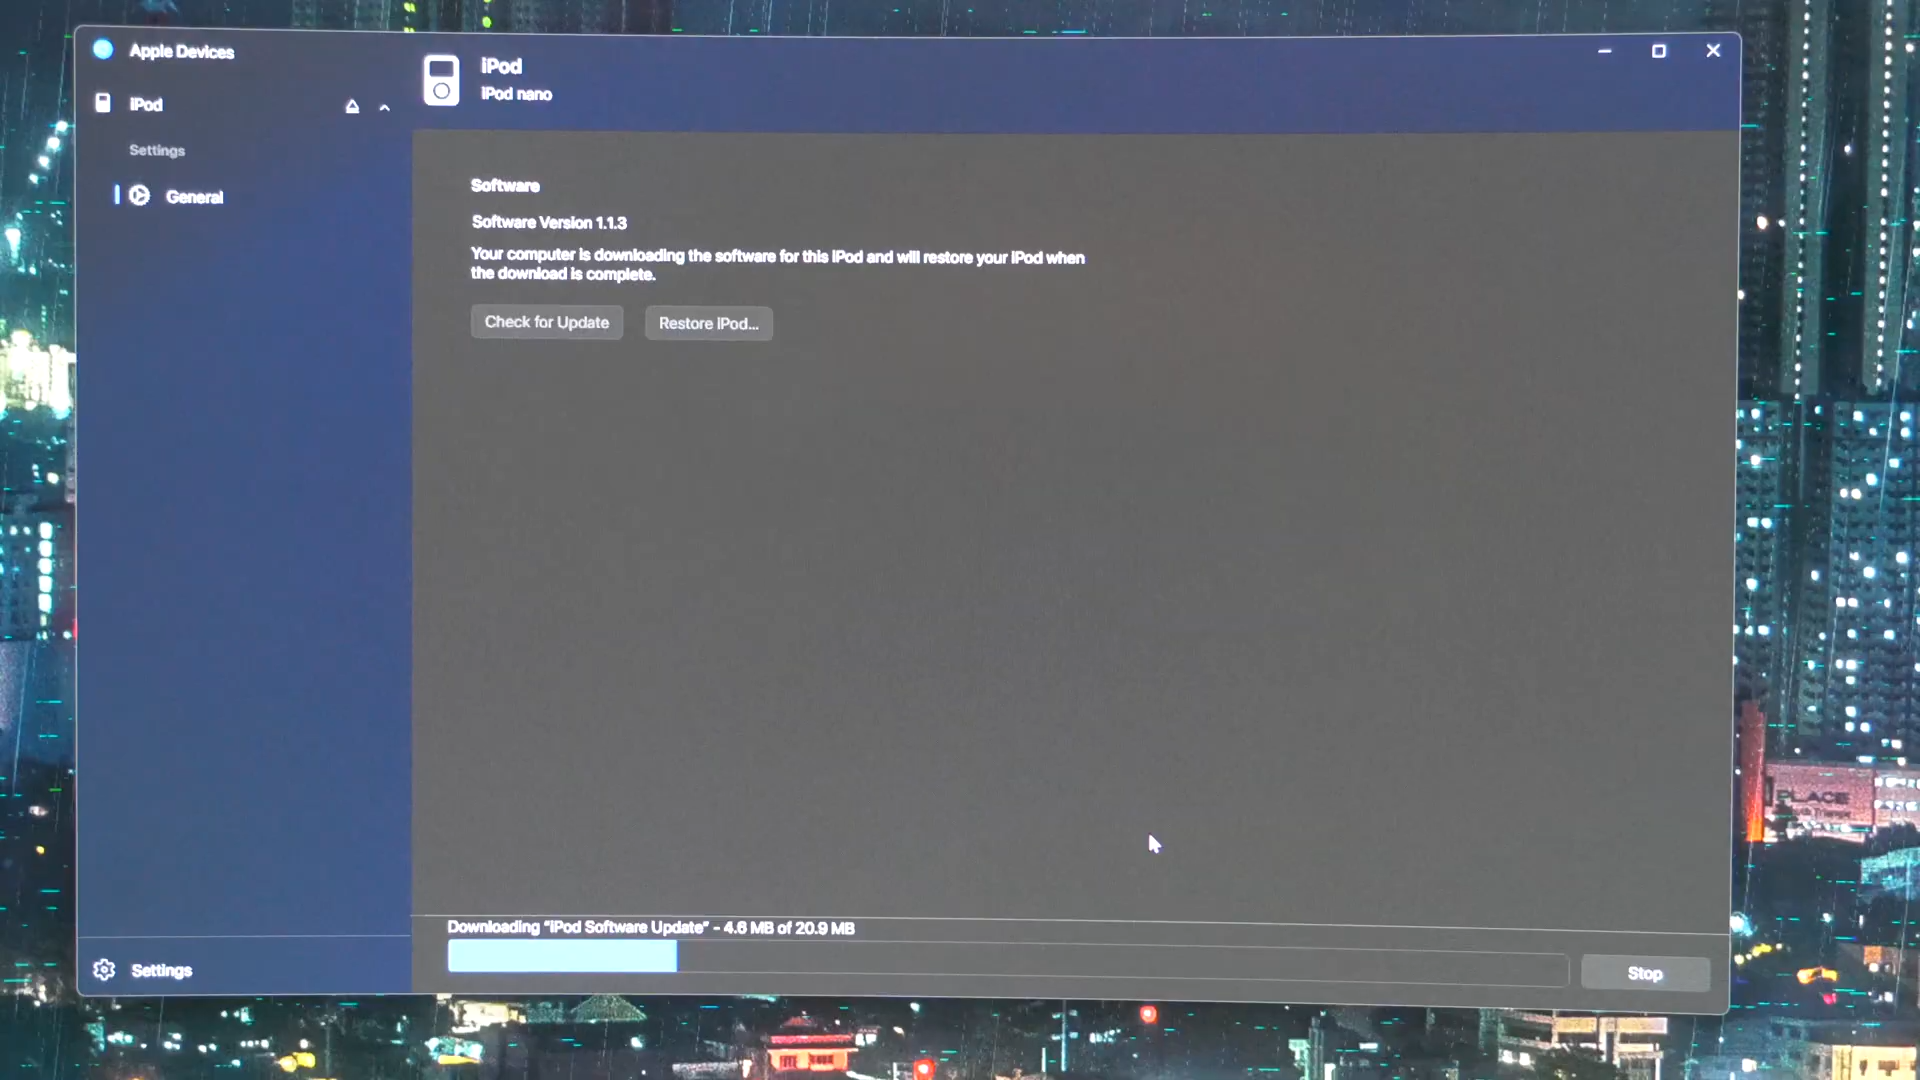 Apple Devices
iPod
Settings
General
Settings
iPod
iPod nano
Software
Software Version 1.1.3
Your computer is downloading the software for this iPod and will restore your iPod when
the download is complete.
Check for Update
Restore iPod...
Downloading "iPod Software Update" - 4.6 MB of 20.9 MB
Stop
PLACE